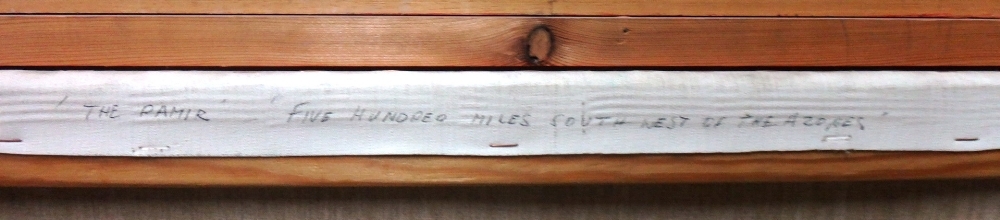 'THE PAMIR' 'FIVE HUNDRED MILES SOUTH WEST OF THE AZORES'